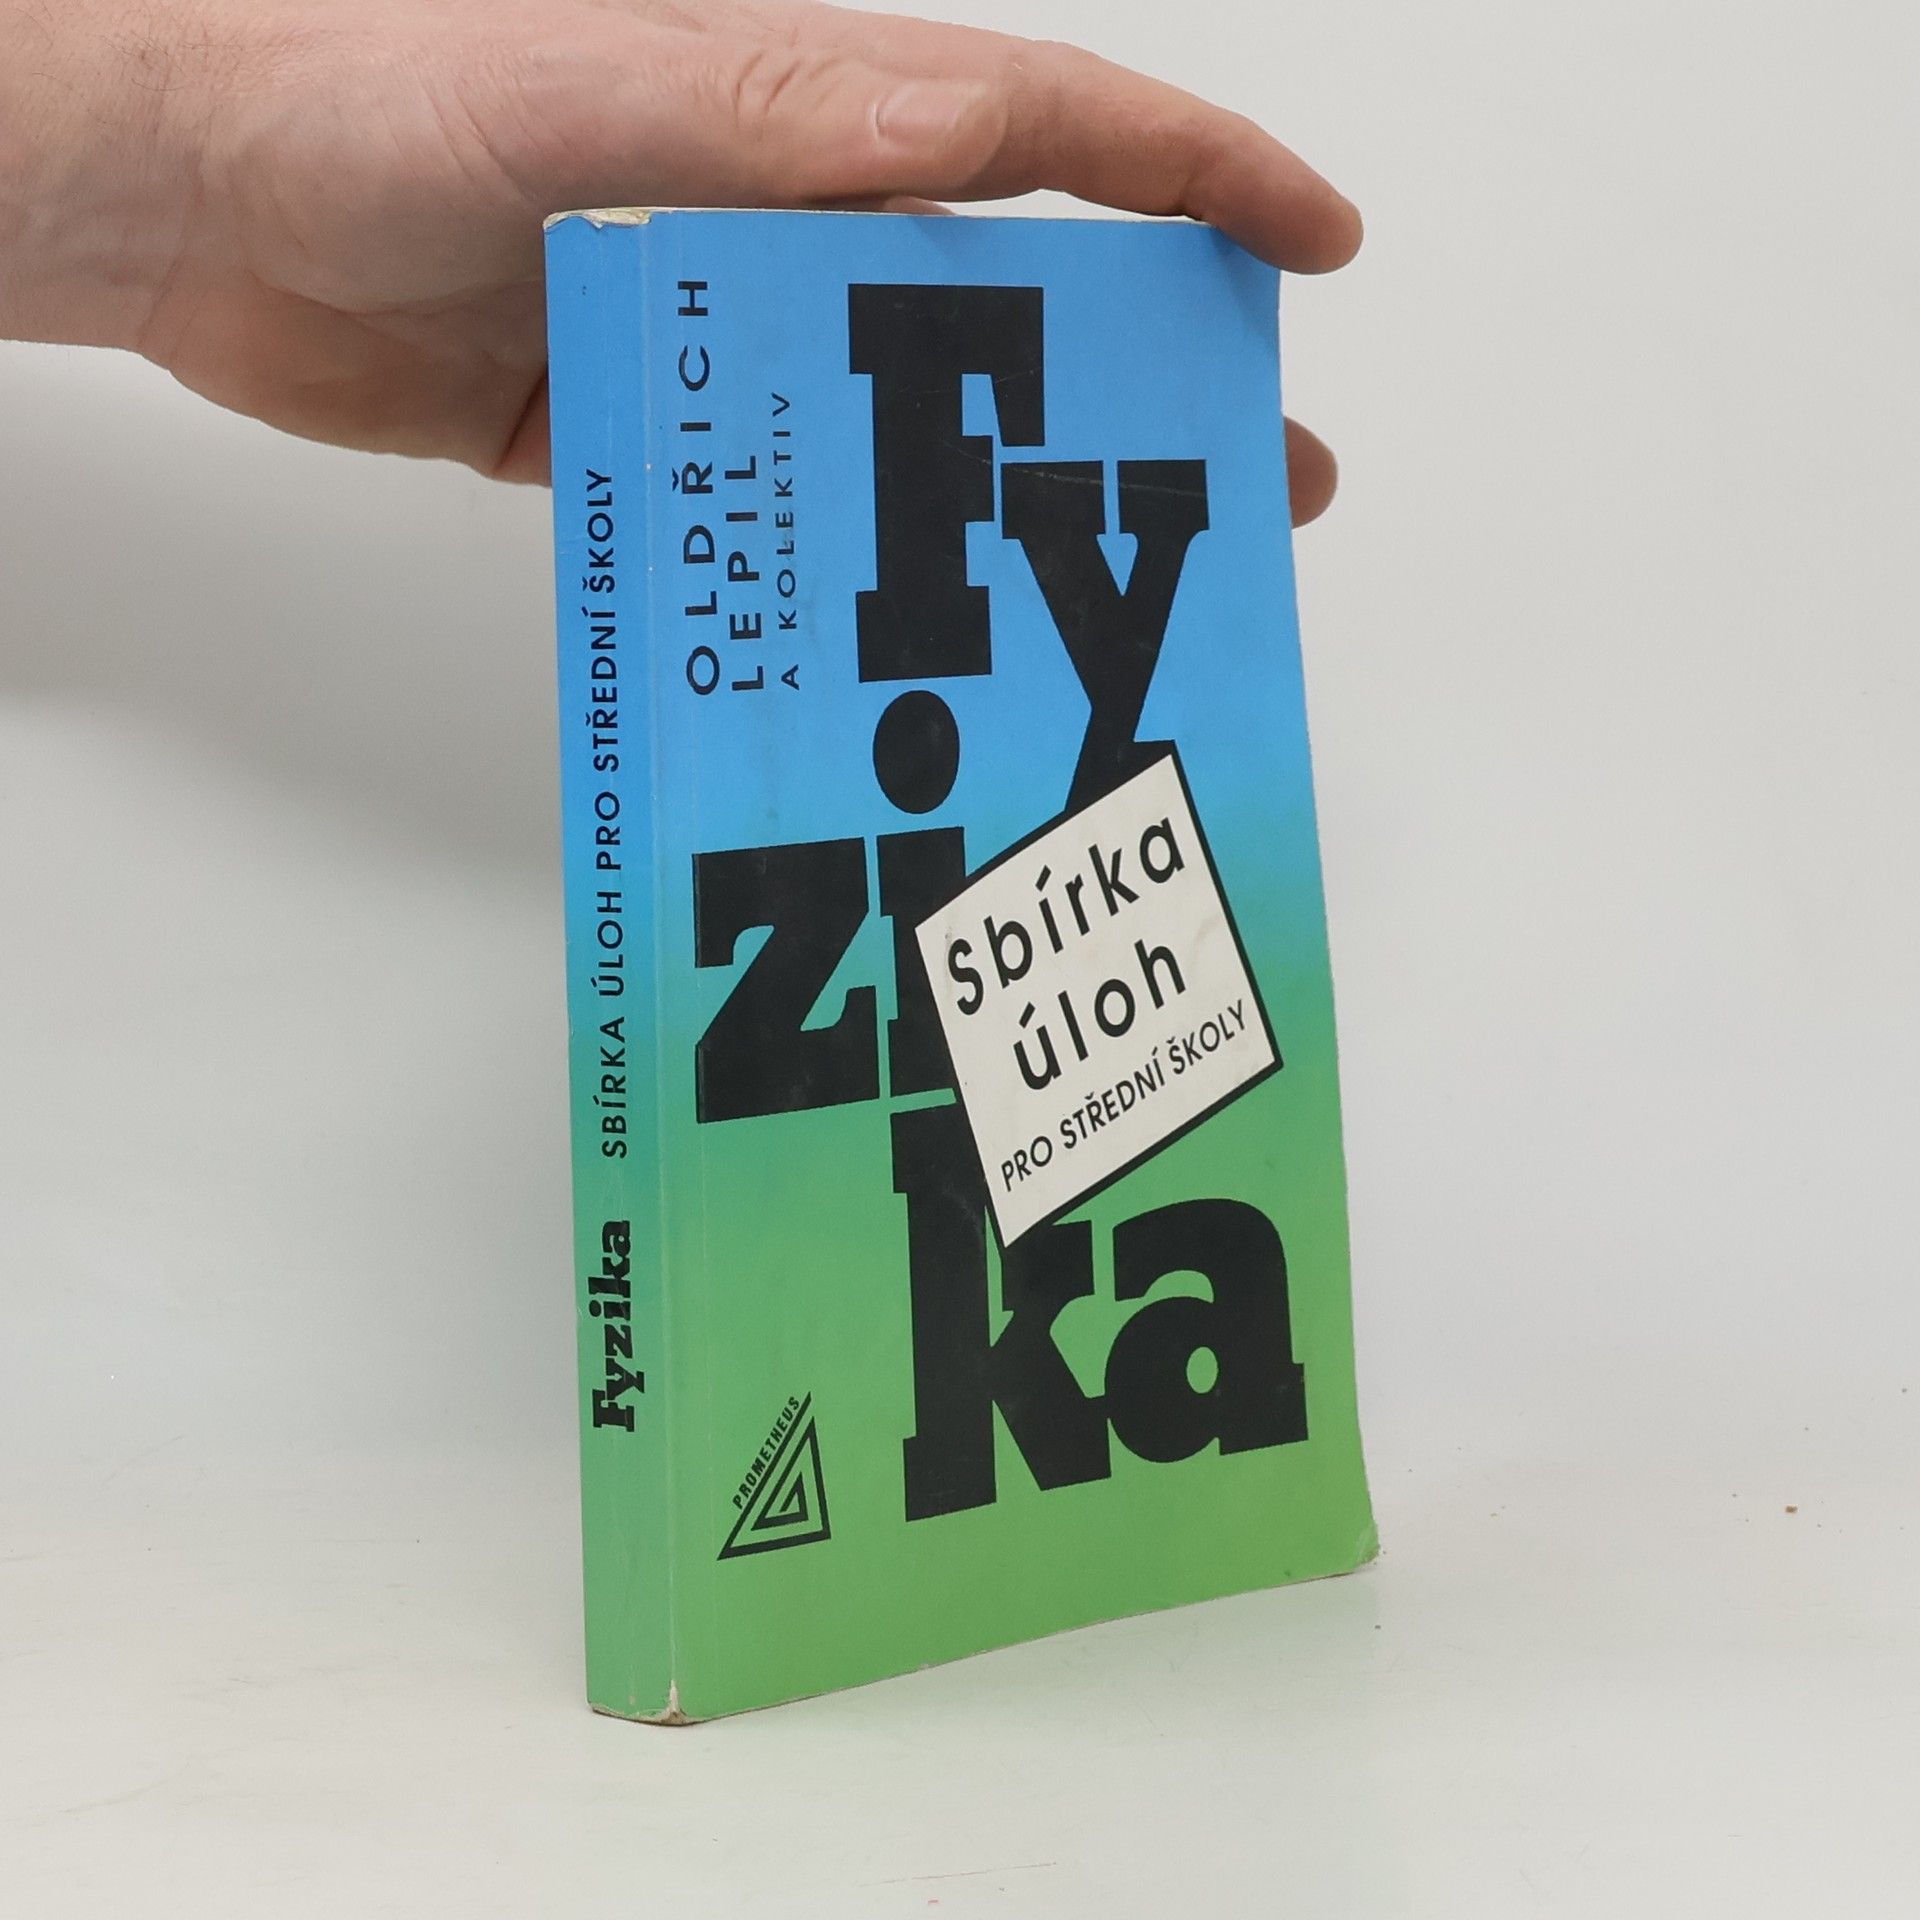 Fyzika SBÍRKA ÚLOH PRO STŘEDNÍ ŠKOLY
OLDŘICH
LEPIL
A KOLEKTIV
Fy
zi
ka
Sbírka
úloh
PRO STŘEDNÍ ŠKOLY
PROMETHEUS